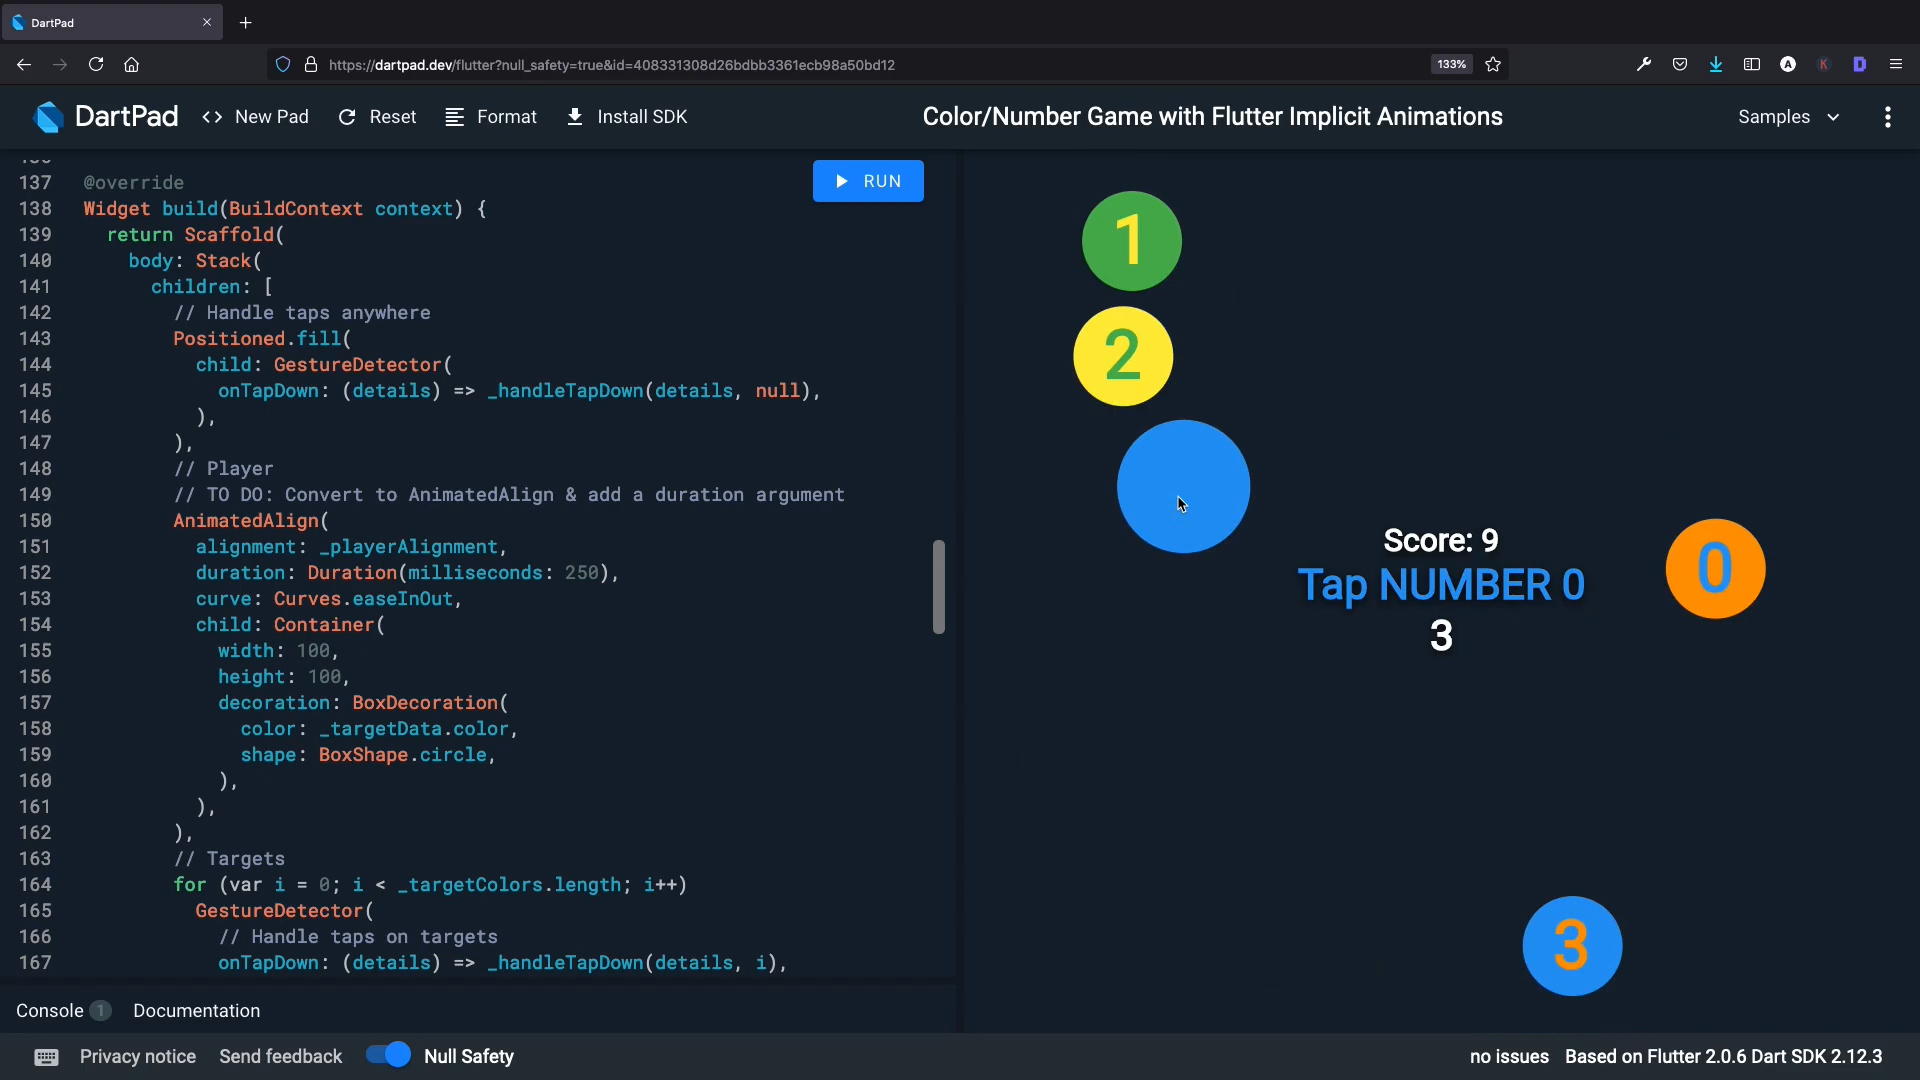 DartPad
https://dartpad.dev/flutter?null_safety=true&id=408331308d26bdbb3361ecb98a50bd12
133%
A
K
D
DartPad
<> New Pad
Reset
Format
Install SDK
Color/Number Game with Flutter Implicit Animations
Samples
RUN
137 @override
138 Widget build(BuildContext context) {
139 return Scaffold(
140 body: Stack(
141 children: [
142 // Handle taps anywhere
143 Positioned.fill(
144 child: GestureDetector(
145 onTapDown: (details) => _handleTapDown(details, null),
146 ),
147 ),
148 // Player
149 // TO DO: Convert to AnimatedAlign & add a duration argument
150 AnimatedAlign(
151 alignment: _playerAlignment,
152 duration: Duration(milliseconds: 250),
153 curve: Curves.easeInOut,
154 child: Container(
155 width: 100,
156 height: 100,
157 decoration: BoxDecoration(
158 color: _targetData.color,
159 shape: BoxShape.circle,
160 ),
161 ),
162 ),
163 // Targets
164 for (var i = 0; i < _targetColors.length; i++)
165 GestureDetector(
166 // Handle taps on targets
167 onTapDown: (details) => _handleTapDown(details, i),
1
2
Score: 9
Tap NUMBER 0
3
0
3
Console 1
Documentation
Privacy notice
Send feedback
Null Safety
no issues
Based on Flutter 2.0.6 Dart SDK 2.12.3